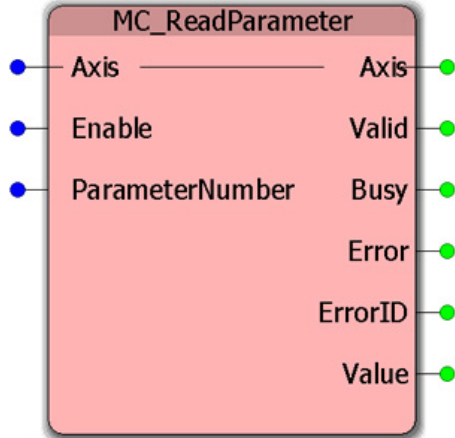 MC_ReadParameter
Axis Axis
Enable Valid
ParameterNumber Busy
Error
ErrorID
Value